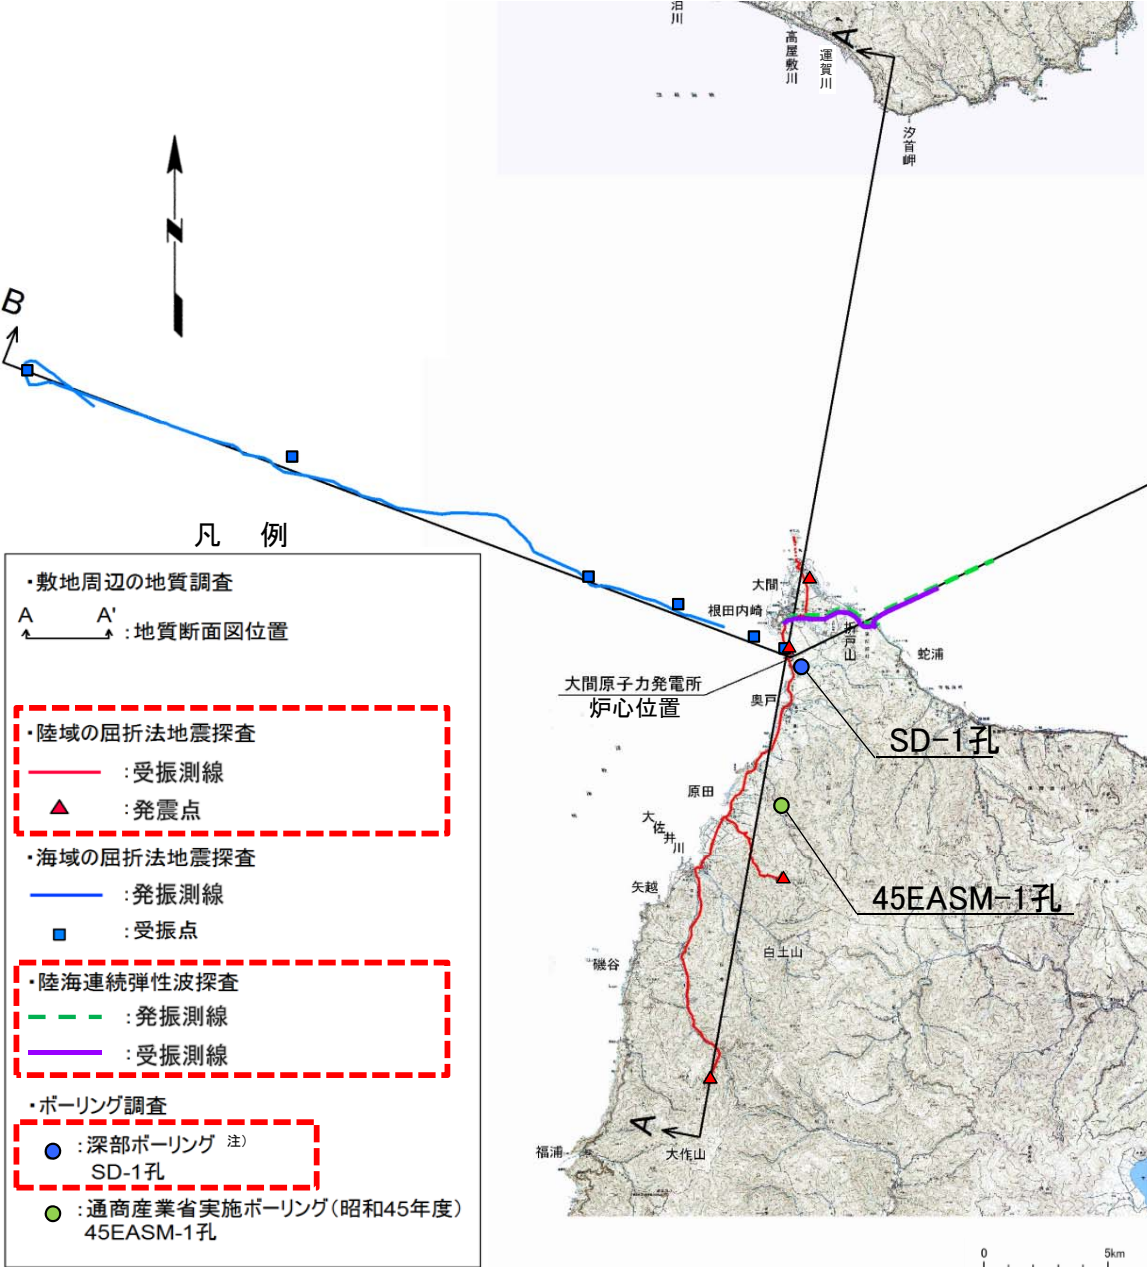 泊川
高屋敷川
運賀川
A'
汐首岬
N
B
凡　例
・敷地周辺の地質調査
A　A'
：地質断面図位置
・陸域の屈折法地震探査
：受振測線
：発震点
・海域の屈折法地震探査
：発振測線
：受振点
・陸海連続弾性波探査
：発振測線
：受振測線
・ボーリング調査
：深部ボーリング 注）
SD-1孔
：通商産業省実施ボーリング（昭和45年度）
45EASM-1孔
大間
根田内崎
折戸山
蛇浦
大間原子力発電所
炉心位置
奥戸
SD-1孔
原田
大佐井川
矢越
45EASM-1孔
白土山
磯谷
A
福浦
大作山
0　5km